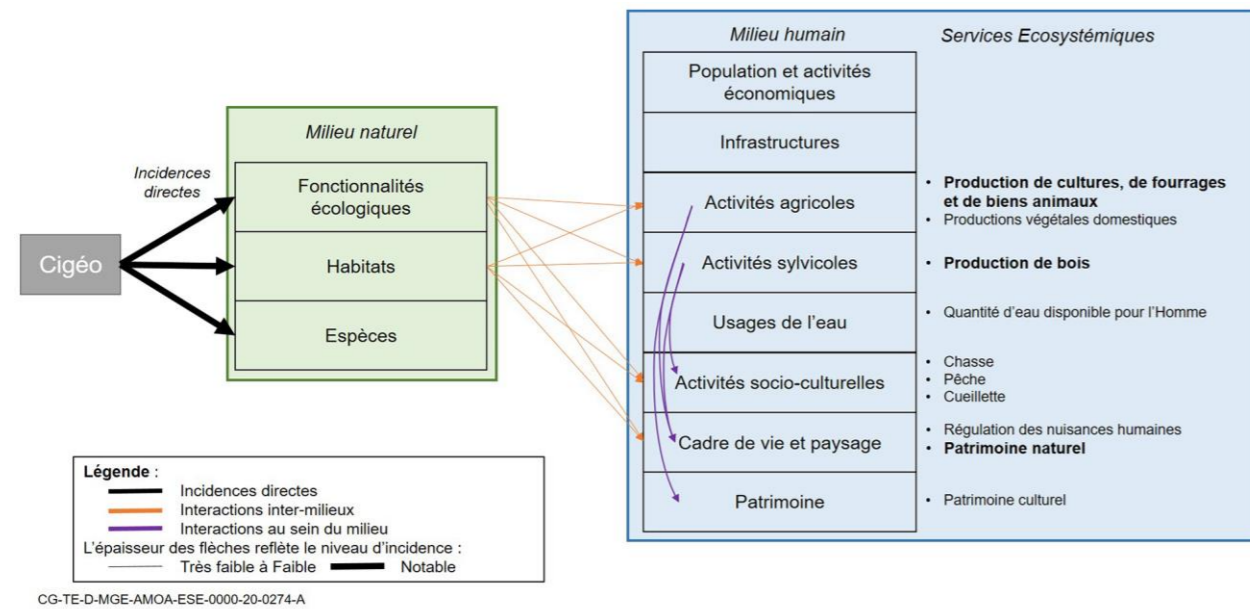 Milieu humain
Services Ecosystémiques
Population et activités
économiques
Milieu naturel
Infrastructures
Incidences
directes
Fonctionnalités
écologiques
Activités agricoles
• Production de cultures, de fourrages
et de biens animaux
• Productions végétales domestiques
Cigéo
Habitats
Activités sylvicoles
• Production de bois
Espèces
Usages de l’eau
• Quantité d’eau disponible pour l’Homme
Activités socio-culturelles
• Chasse
• Pêche
• Cueillette
Cadre de vie et paysage
• Régulation des nuisances humaines
• Patrimoine naturel
Patrimoine
• Patrimoine culturel
Légende :
Incidences directes
Interactions inter-milieux
Interactions au sein du milieu
L’épaisseur des flèches reflète le niveau d’incidence :
Très faible à Faible
Notable
CG-TE-D-MGE-AMOA-ESE-0000-20-0274-A